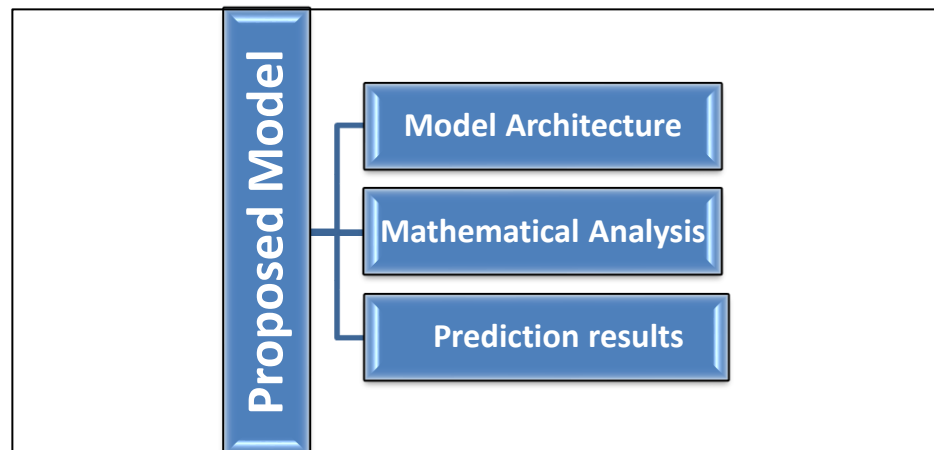 Proposed Model
Model Architecture
Mathematical Analysis
Prediction results